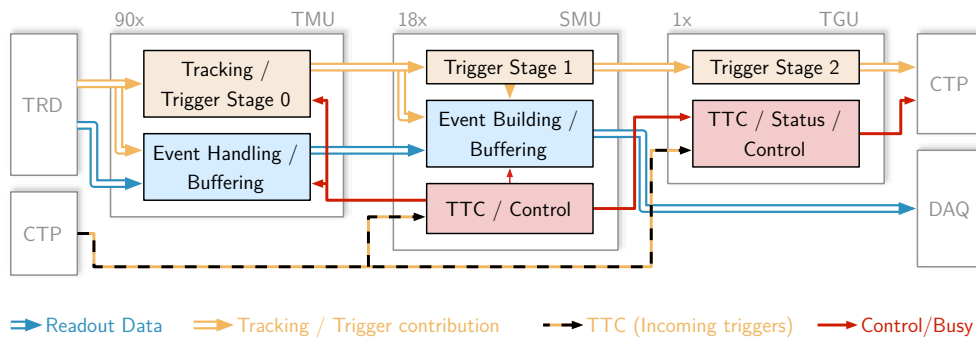 90x TMU
18x SMU
1x TGU
TRD
Tracking /
Trigger Stage 0
Trigger Stage 1
Trigger Stage 2
CTP
Event Building /
Buffering
TTC / Status /
Control
Event Handling /
Buffering
CTP
TTC / Control
DAQ
Readout Data
Tracking / Trigger contribution
TTC (Incoming triggers)
Control/Busy